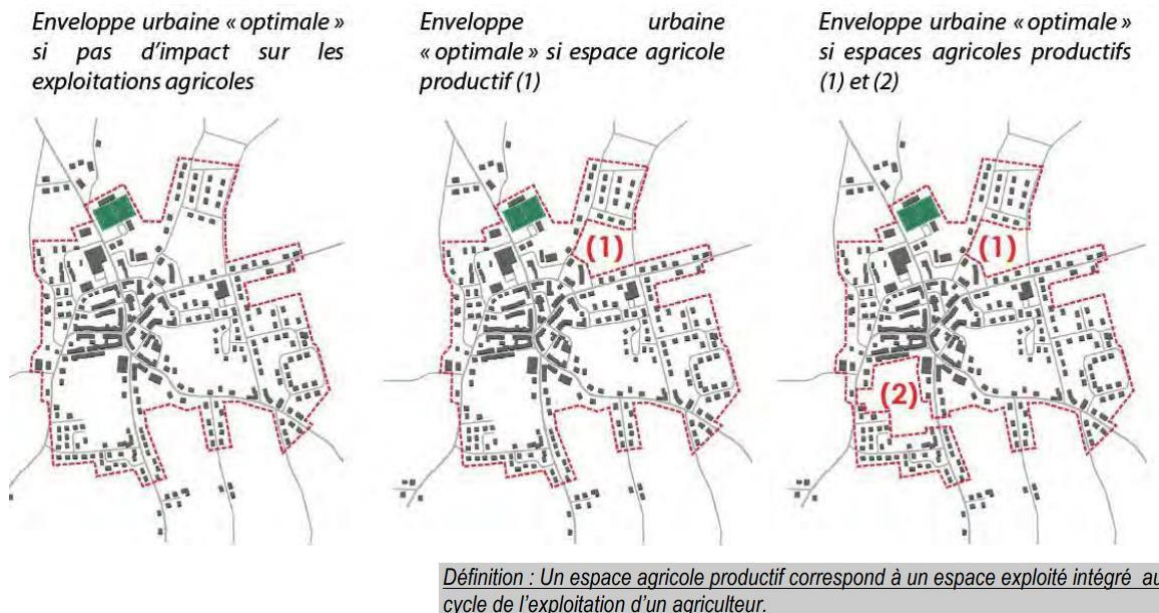 Enveloppe urbaine « optimale »
si pas d’impact sur les
exploitations agricoles
Enveloppe urbaine
« optimale » si espace agricole
productif (1)
Enveloppe urbaine « optimale »
si espaces agricoles productifs
(1) et (2)
(1)
(1)
(2)
Définition : Un espace agricole productif correspond à un espace exploité intégré au
cycle de l’exploitation d’un agriculteur.